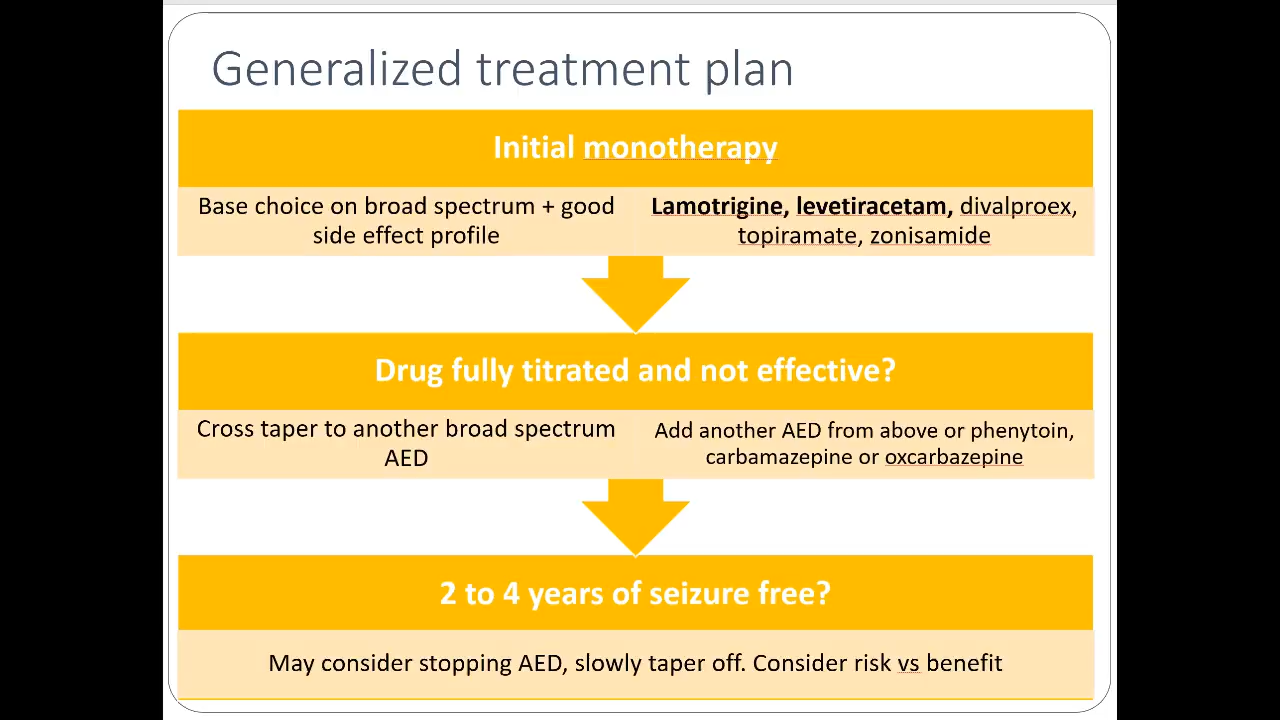 Generalized treatment plan
Initial monotherapy
Base choice on broad spectrum + good
side effect profile
Lamotrigine, levetiracetam, divalproex,
topiramate, zonisamide
Drug fully titrated and not effective?
Cross taper to another broad spectrum
AED
Add another AED from above or phenytoin,
carbamazepine or oxcarbazepine
2 to 4 years of seizure free?
May consider stopping AED, slowly taper off. Consider risk vs benefit